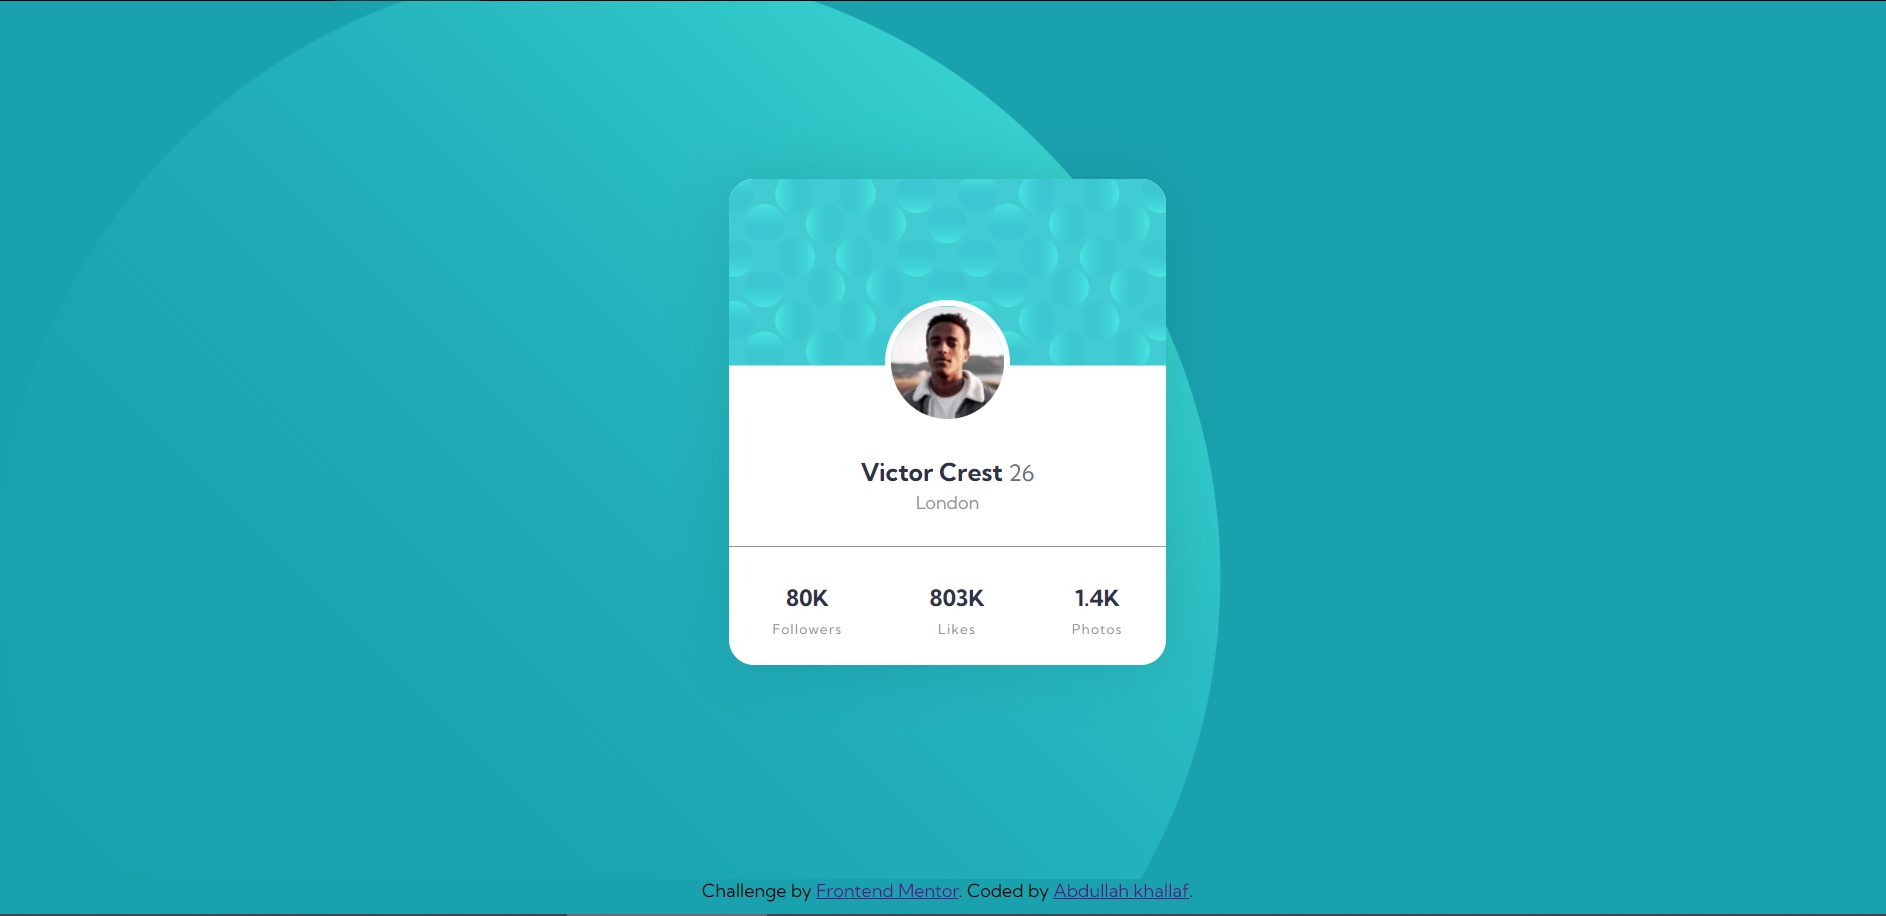 Victor Crest 26
London
80K 803K 1.4K
Followers Likes Photos
Challenge by Frontend Mentor. Coded by Abdullah khallaf.